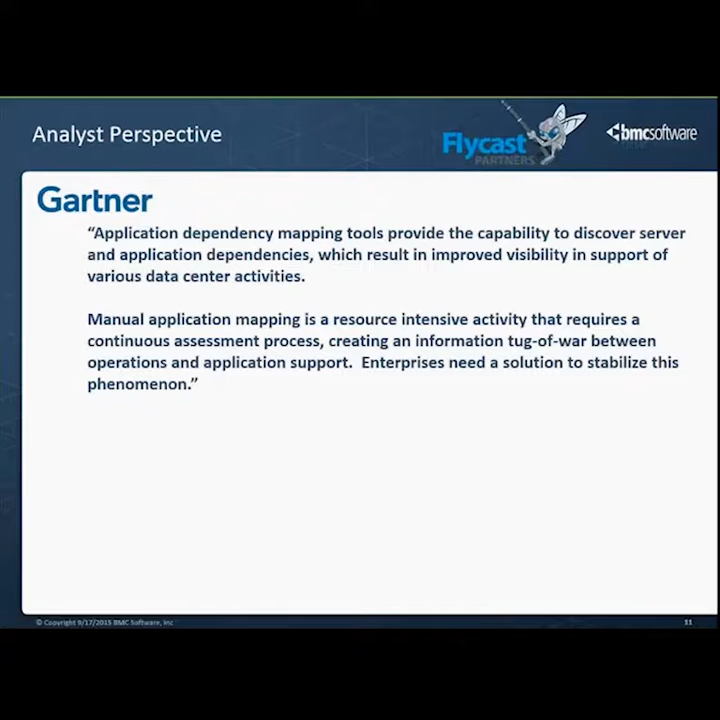 Analyst Perspective
Flycast
PARTNERS
bmcsoftware
Gartner
“Application dependency mapping tools provide the capability to discover server
and application dependencies, which result in improved visibility in support of
various data center activities.
Manual application mapping is a resource intensive activity that requires a
continuous assessment process, creating an information tug-of-war between
operations and application support.  Enterprises need a solution to stabilize this
phenomenon.”
© Copyright 9/17/2015 BMC Software, Inc
11